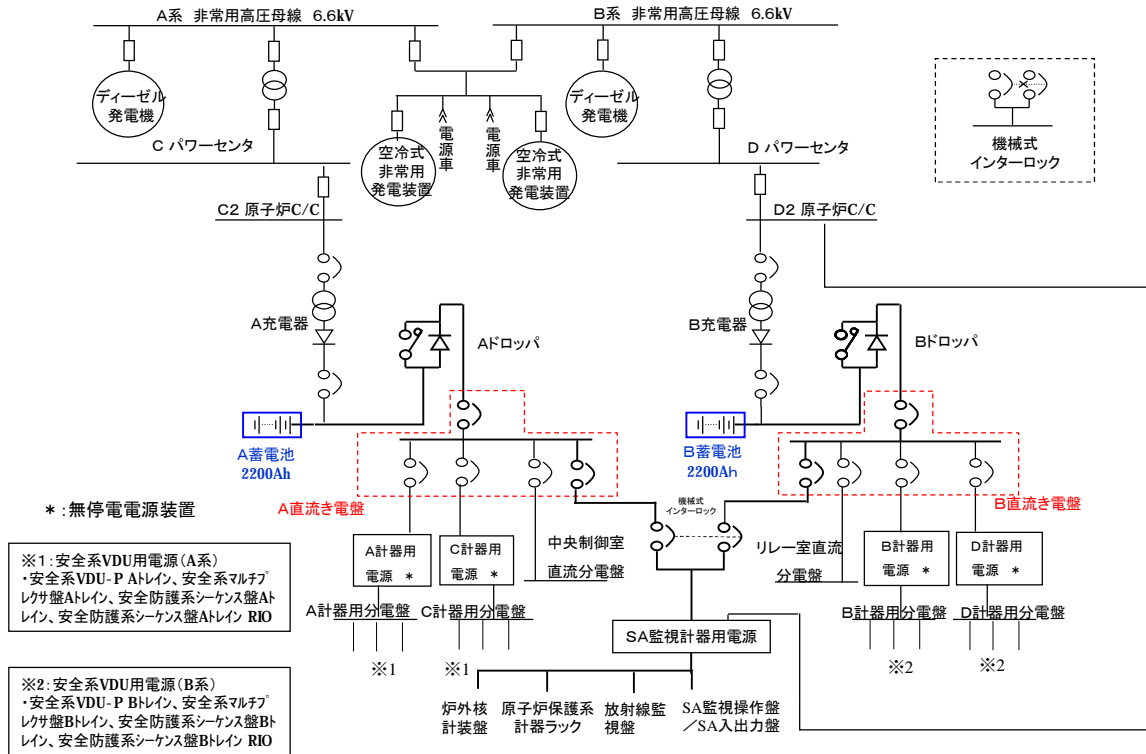 A系 非常用高圧母線 6.6kV
B系 非常用高圧母線 6.6kV
ディーゼル
発電機
ディーゼル
発電機
電源車
電源車
空冷式
非常用
発電装置
空冷式
非常用
発電装置
機械式
インターロック
C パワーセンタ
D パワーセンタ
C2 原子炉C/C
D2 原子炉C/C
A充電器
Aドロッパ
B充電器
Bドロッパ
A蓄電池
2200Ah
B蓄電池
2200Ah
A直流き電盤
B直流き電盤
機械式
インターロック
*:無停電電源装置
A計器用
電源 *
C計器用
電源 *
中央制御室
直流分電盤
リレー室直流
分電盤
B計器用
電源 *
D計器用
電源 *
A計器用分電盤
C計器用分電盤
B計器用分電盤
D計器用分電盤
※1
※1
※2
※2
SA監視計器用電源
炉外核
計装盤
原子炉保護系
計器ラック
放射線監
視盤
SA監視操作盤
/SA入出力盤
※1:安全系VDU用電源(A系)
・安全系VDU-P Aトレイン、安全系マルチプ
レクサ盤Aトレイン、安全防護系シーケンス盤Aト
レイン、安全防護系シーケンス盤Aトレイン RIO
※2:安全系VDU用電源(B系)
・安全系VDU-P Bトレイン、安全系マルチプ
レクサ盤Bトレイン、安全防護系シーケンス盤Bト
レイン、安全防護系シーケンス盤Bトレイン RIO